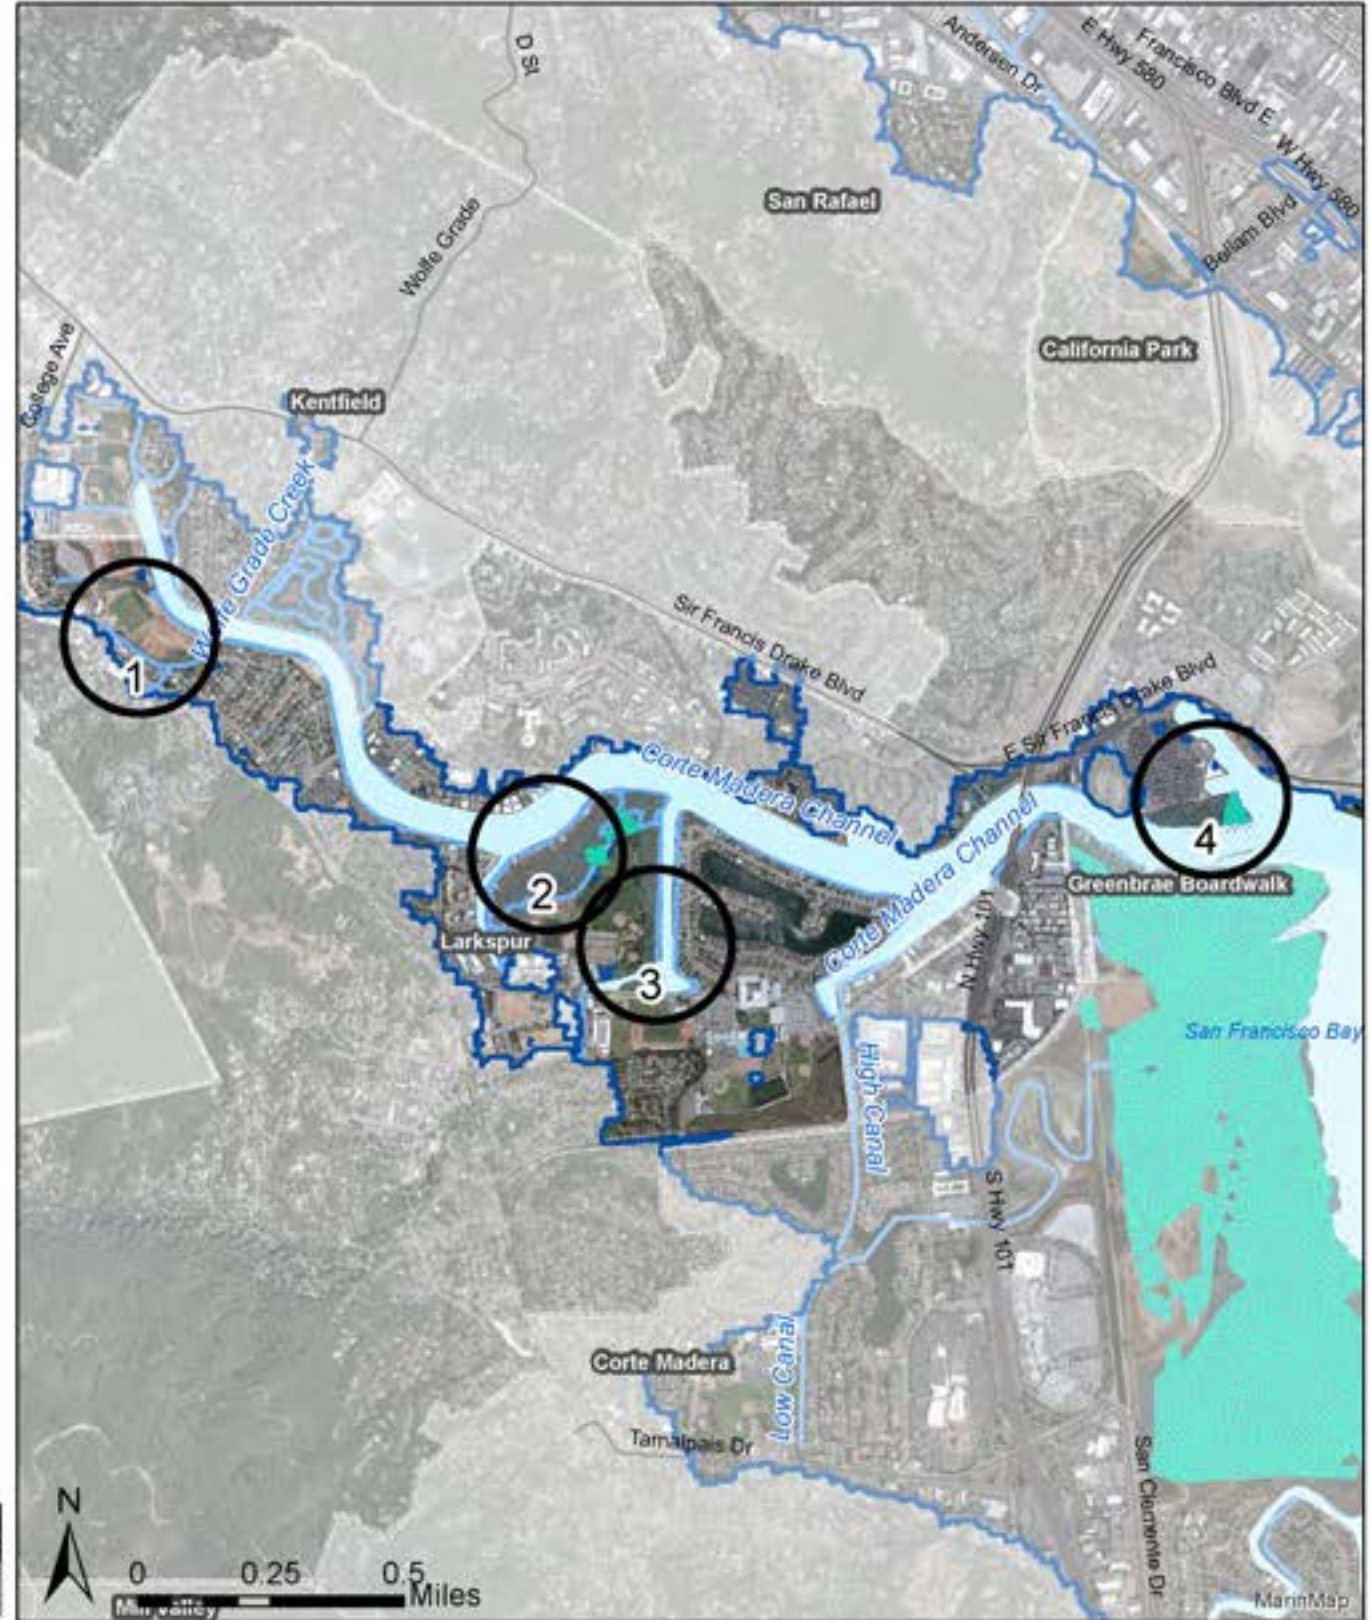 D St
Andersen Dr
E Hwy 580
Francisco Blvd E
W Hwy 580
Bellam Blvd
San Rafael
Wolfe Grade
California Park
College Ave
Kentfield
Wolfe Grade Creek
Sir Francis Drake Blvd
E Sir Francis Drake Blvd
1
Corte Madera Channel
Corte Madera Channel
4
2
Greenbrae Boardwalk
Larkspur
N Hwy 101
3
San Francisco Bay
High Canal
S Hwy 101
Corte Madera
Low Canal
Tamalpais Dr
San Clemente Dr
N
0 0.25 0.5 Miles
Mill Valley
MarinMap